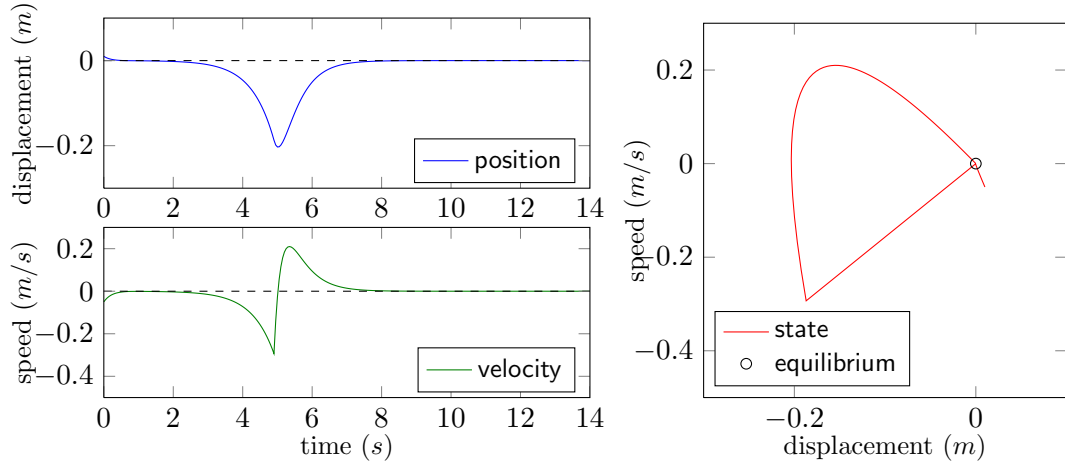 displacement (m)
0
−0.2
position
0 2 4 6 8 10 12 14
speed (m/s)
0.2
0
−0.2
−0.4
velocity
0 2 4 6 8 10 12 14
time (s)
speed (m/s)
0.2
0
−0.2
−0.4
state
equilibrium
−0.2 0
displacement (m)